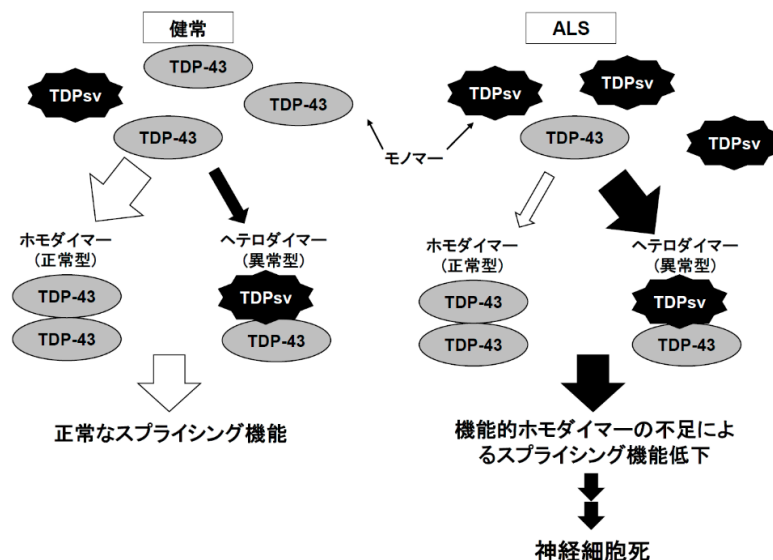 健常
TDP-43
TDPsv
TDP-43
TDP-43
ホモダイマー
(正常型)
TDP-43
TDP-43
ヘテロダイマー
(異常型)
TDPsv
TDP-43
正常なスプライシング機能
モノマー
ALS
TDPsv
TDPsv
TDP-43
TDPsv
ホモダイマー
(正常型)
TDP-43
TDP-43
ヘテロダイマー
(異常型)
TDPsv
TDP-43
機能的ホモダイマーの不足によ
るスプライシング機能低下
神経細胞死